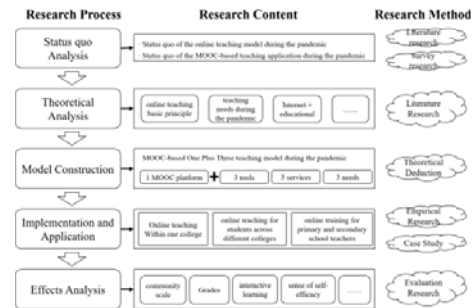 Research Process
Research Content
Research Method
Status quo
Analysis
· Status quo of the online teaching model during the pandemic
· Status quo of the MOOC-based teaching application during the pandemic
Literature
research
Survey
research
Theoretical
Analysis
online teaching
basic principle
teaching
needs during
the pandemic
Internet +
educational
......
Literature
Research
Model Construction
MOOC-based One Plus Three teaching model during the pandemic
1 MOOC platform
+
3 tools
3 services
3 needs
Theoretical
Deduction
Implementation and
Application
Online teaching
Within one college
online teaching for
students across
different colleges
online training for
primary and secondary
school teachers
Empirical
Research
Case Study
Effects Analysis
community
scale
Grades
interactive
learning
sense of self-
efficacy
......
Evaluation
Research